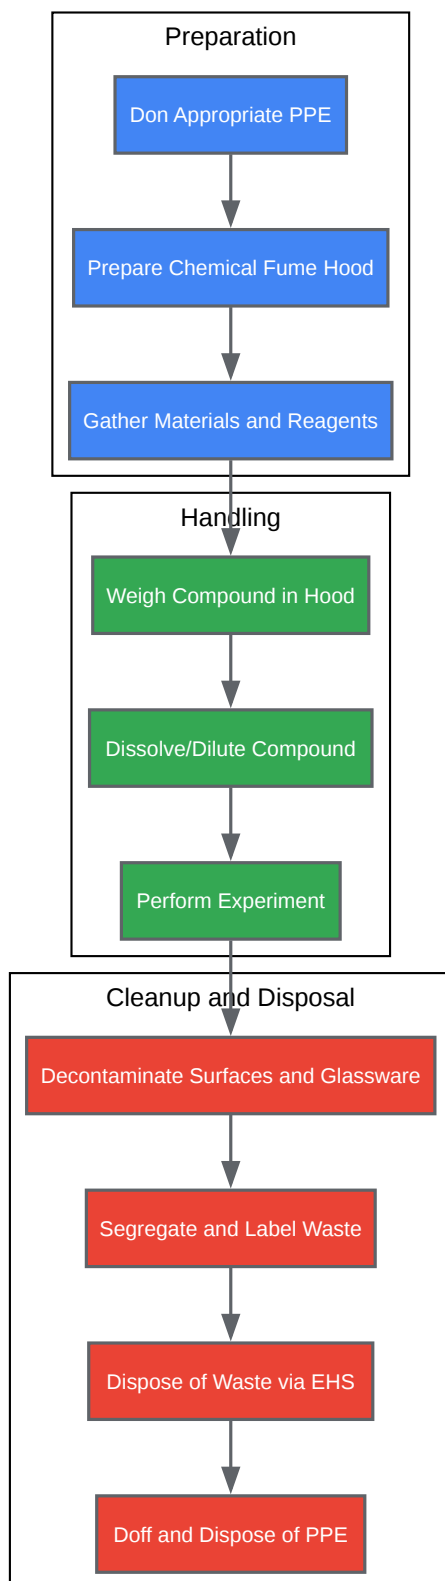 Preparation
Don Appropriate PPE
Prepare Chemical Fume Hood
Gather Materials and Reagents
Handling
Weigh Compound in Hood
Dissolve/Dilute Compound
Perform Experiment
Cleanup and Disposal
Decontaminate Surfaces and Glassware
Segregate and Label Waste
Dispose of Waste via EHS
Doff and Dispose of PPE